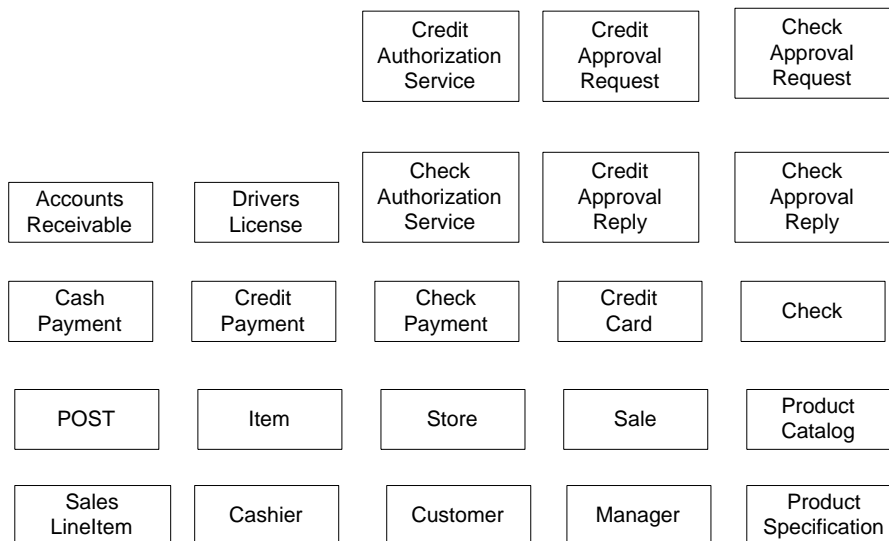 Credit
Authorization
Service
Credit
Approval
Request
Check
Approval
Request
Accounts
Receivable
Drivers
License
Check
Authorization
Service
Credit
Approval
Reply
Check
Approval
Reply
Cash
Payment
Credit
Payment
Check
Payment
Credit
Card
Check
POST
Item
Store
Sale
Product
Catalog
Sales
LineItem
Cashier
Customer
Manager
Product
Specification